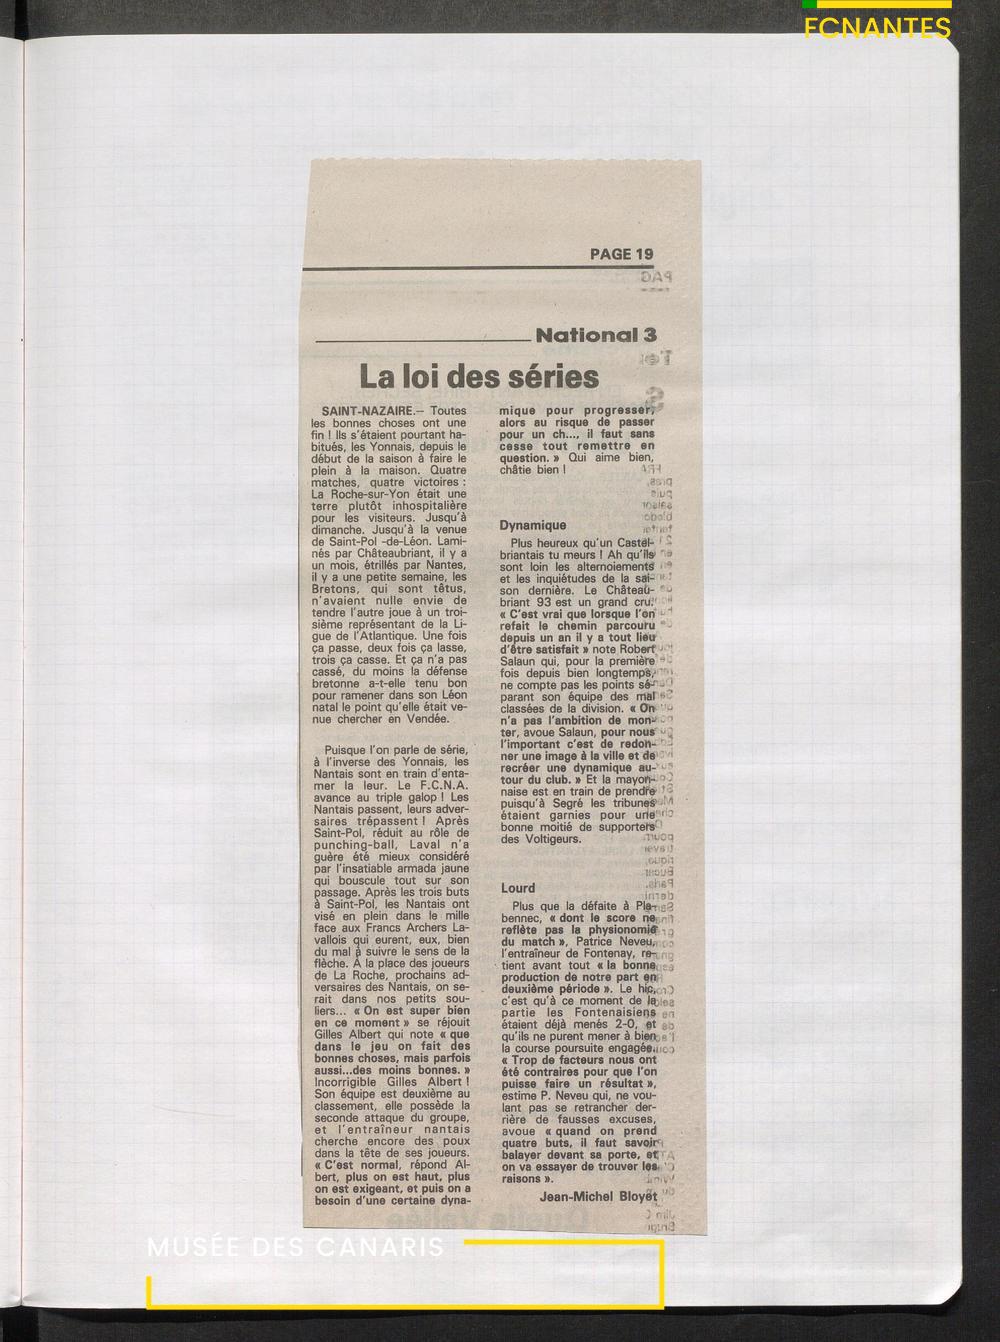 FCNANTES
PAGE 19
National 3
La loi des séries
SAINT-NAZAIRE.– Toutes
les bonnes choses ont une
fin ! Ils s'étaient pourtant ha-
bitués, les Yonnais, depuis le
début de la saison à faire le
plein à la maison. Quatre
matches, quatre victoires :
La Roche-sur-Yon était une
terre plutôt inhospitalière
pour les visiteurs. Jusqu'à
dimanche. Jusqu'à la venue
de Saint-Pol -de-Léon. Lami-
nés par Châteaubriant, il y a
un mois, étrillés par Nantes,
il y a une petite semaine, les
Bretons, qui sont têtus,
n'avaient nulle envie de
tendre l'autre joue à un troi-
sième représentant de la Li-
gue de l'Atlantique. Une fois
ça passe, deux fois ça lasse,
trois ça casse. Et ça n'a pas
cassé, du moins la défense
bretonne a-t-elle tenu bon
pour ramener dans son Léon
natal le point qu'elle était ve-
nue chercher en Vendée.
Puisque l'on parle de série,
à l'inverse des Yonnais, les
Nantais sont en train d'enta-
mer la leur. Le F.C.N.A.
avance au triple galop ! Les
Nantais passent, leurs adver-
saires trépassent ! Après
Saint-Pol, réduit au rôle de
punching-ball, Laval n'a
guère été mieux considéré
par l'insatiable armada jaune
qui bouscule tout sur son
passage. Après les trois buts
à Saint-Pol, les Nantais ont
visé en plein dans le mille
face aux Francs Archers La-
vallois qui eurent, eux, bien
du mal à suivre le sens de la
flèche. A la place des joueurs
de La Roche, prochains ad-
versaires des Nantais, on se-
rait dans nos petits sou-
liers... « On est super bien
en ce moment » se réjouit
Gilles Albert qui note « que
dans le jeu on fait des
bonnes choses, mais parfois
aussi...des moins bonnes. »
Incorrigible Gilles Albert !
Son équipe est deuxième au
classement, elle possède la
seconde attaque du groupe,
et l'entraîneur nantais
cherche encore des poux
dans la tête de ses joueurs.
« C'est normal, répond Al-
bert, plus on est haut, plus
on est exigeant, et puis on a
besoin d'une certaine dyna-
mique pour progresser,
alors au risque de passer
pour un ch..., il faut sans
cesse tout remettre en
question. » Qui aime bien,
châtie bien !
Dynamique
Plus heureux qu'un Castel-
briantais tu meurs ! Ah qu'ils
sont loin les alternoiements
et les inquiétudes de la sai-
son dernière. Le Château-
briant 93 est un grand cru.
« C'est vrai que lorsque l'on
refait le chemin parcouru
depuis un an il y a tout lieu
d'être satisfait » note Robert
Salaun qui, pour la première
fois depuis bien longtemps,
ne compte pas les points sé-
parant son équipe des mal
classées de la division. « On
n'a pas l'ambition de mon-
ter, avoue Salaun, pour nous
l'important c'est de redon-
ner une image à la ville et de
recréer une dynamique au-
tour du club. » Et la mayon-
naise est en train de prendre
puisqu'à Segré les tribunes
étaient garnies pour une
bonne moitié de supporters
des Voltigeurs.
Lourd
Plus que la défaite à Pla-
bennec, « dont le score ne
reflète pas la physionomie
du match », Patrice Neveu,
l'entraîneur de Fontenay, re-
tient avant tout « la bonne
production de notre part en
deuxième période ». Le hic,
c'est qu'à ce moment de la
partie les Fontenaisiens
étaient déjà menés 2-0, et
qu'ils ne purent mener à bien
la course poursuite engagée.
« Trop de facteurs nous ont
été contraires pour que l'on
puisse faire un résultat »,
estime P. Neveu qui, ne vou-
lant pas se retrancher der-
rière de fausses excuses,
avoue « quand on prend
quatre buts, il faut savoir
balayer devant sa porte, et
on va essayer de trouver les
raisons ».
Jean-Michel Bloyet
MUSÉE DES CANARIS